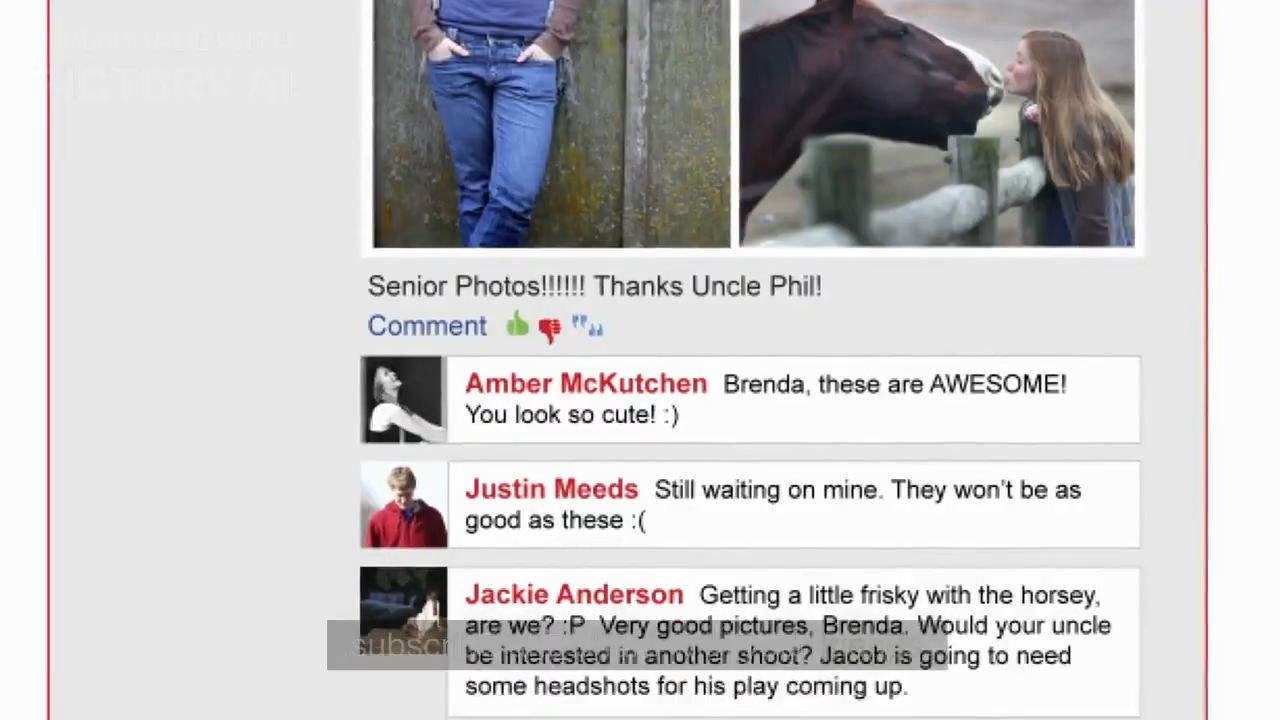 Senior Photos!!!!!! Thanks Uncle Phil!
Comment
Amber McKutchen Brenda, these are AWESOME!
You look so cute! :)
Justin Meeds Still waiting on mine. They won't be as
good as these :(
Jackie Anderson Getting a little frisky with the horsey,
are we? :P Very good pictures, Brenda. Would your uncle
be interested in another shoot? Jacob is going to need
some headshots for his play coming up.